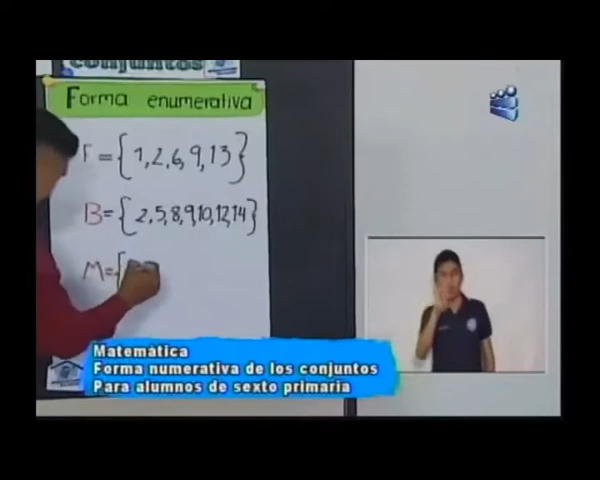 conjuntos
Forma enumerativa
F = {1,2,6,9,13}
B = {2,5,8,9,10,12,14}
M = {
Matemática
Forma numerativa de los conjuntos
Para alumnos de sexto primaria